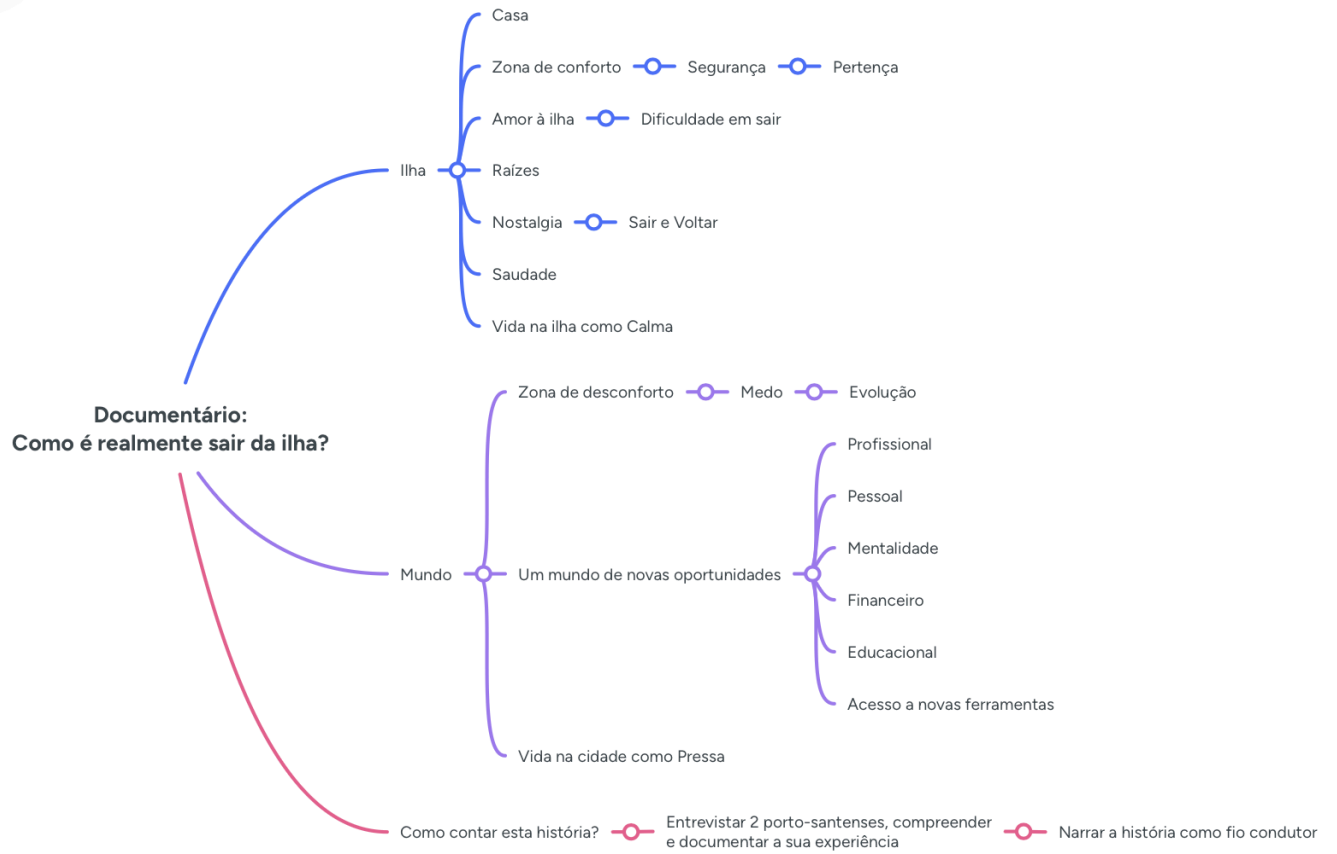 Documentário:
Como é realmente sair da ilha?
Ilha
Casa
Zona de conforto
Segurança
Pertença
Amor à ilha
Dificuldade em sair
Raízes
Nostalgia
Sair e Voltar
Saudade
Vida na ilha como Calma
Mundo
Zona de desconforto
Medo
Evolução
Um mundo de novas oportunidades
Profissional
Pessoal
Mentalidade
Financeiro
Educacional
Acesso a novas ferramentas
Vida na cidade como Pressa
Como contar esta história?
Entrevistar 2 porto-santenses, compreender
e documentar a sua experiência
Narrar a história como fio condutor